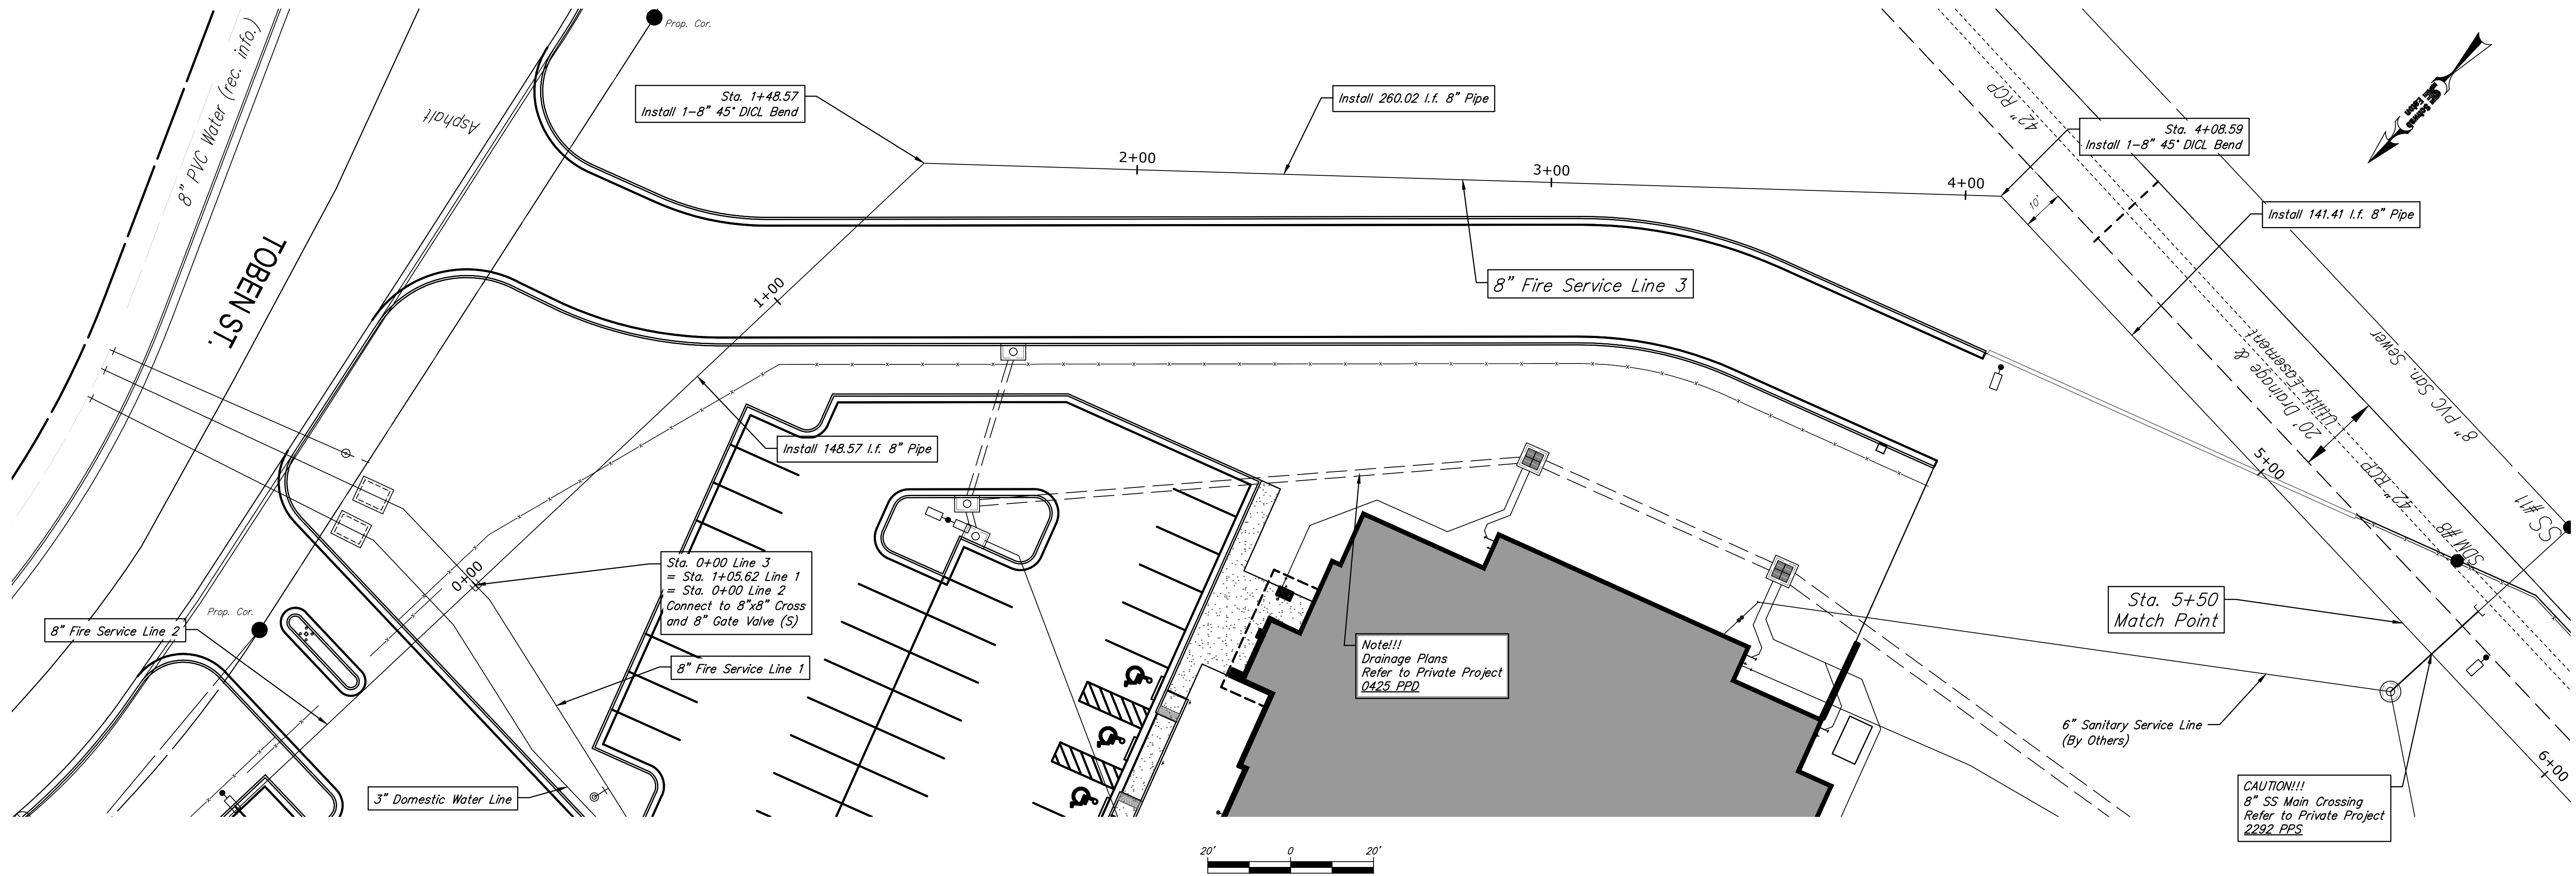 Prop. Cor.
8" PVC Water (rec. info.)
Asphalt
TOBEN ST.
Sta. 1+48.57
Install 1-8" 45° DICL Bend
Install 260.02 l.f. 8" Pipe
2+00
3+00
4+00
42" RCP
Sta. 4+08.59
Install 1-8" 45° DICL Bend
10'
Install 141.41 l.f. 8" Pipe
8" Fire Service Line 3
1+00
20' Drainage &
Utility Easement
8" PVC San. Sewer
Install 148.57 l.f. 8" Pipe
5+00
42" RCP
SS #11
SDM #8
0+00
Sta. 0+00 Line 3
= Sta. 1+05.62 Line 1
= Sta. 0+00 Line 2
Connect to 8"x8" Cross
and 8" Gate Valve (S)
Prop. Cor.
8" Fire Service Line 2
8" Fire Service Line 1
Note!!!
Drainage Plans
Refer to Private Project
0425 PPD
Sta. 5+50
Match Point
6" Sanitary Service Line
(By Others)
6+00
3" Domestic Water Line
CAUTION!!!
8" SS Main Crossing
Refer to Private Project
2292 PPS
20'
0
20'